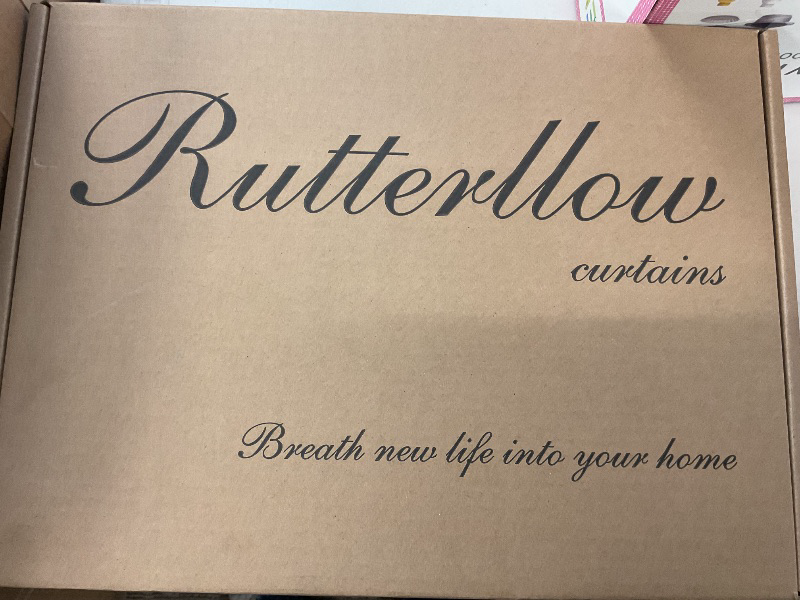 Rutterllow
curtains
Breath new life into your home